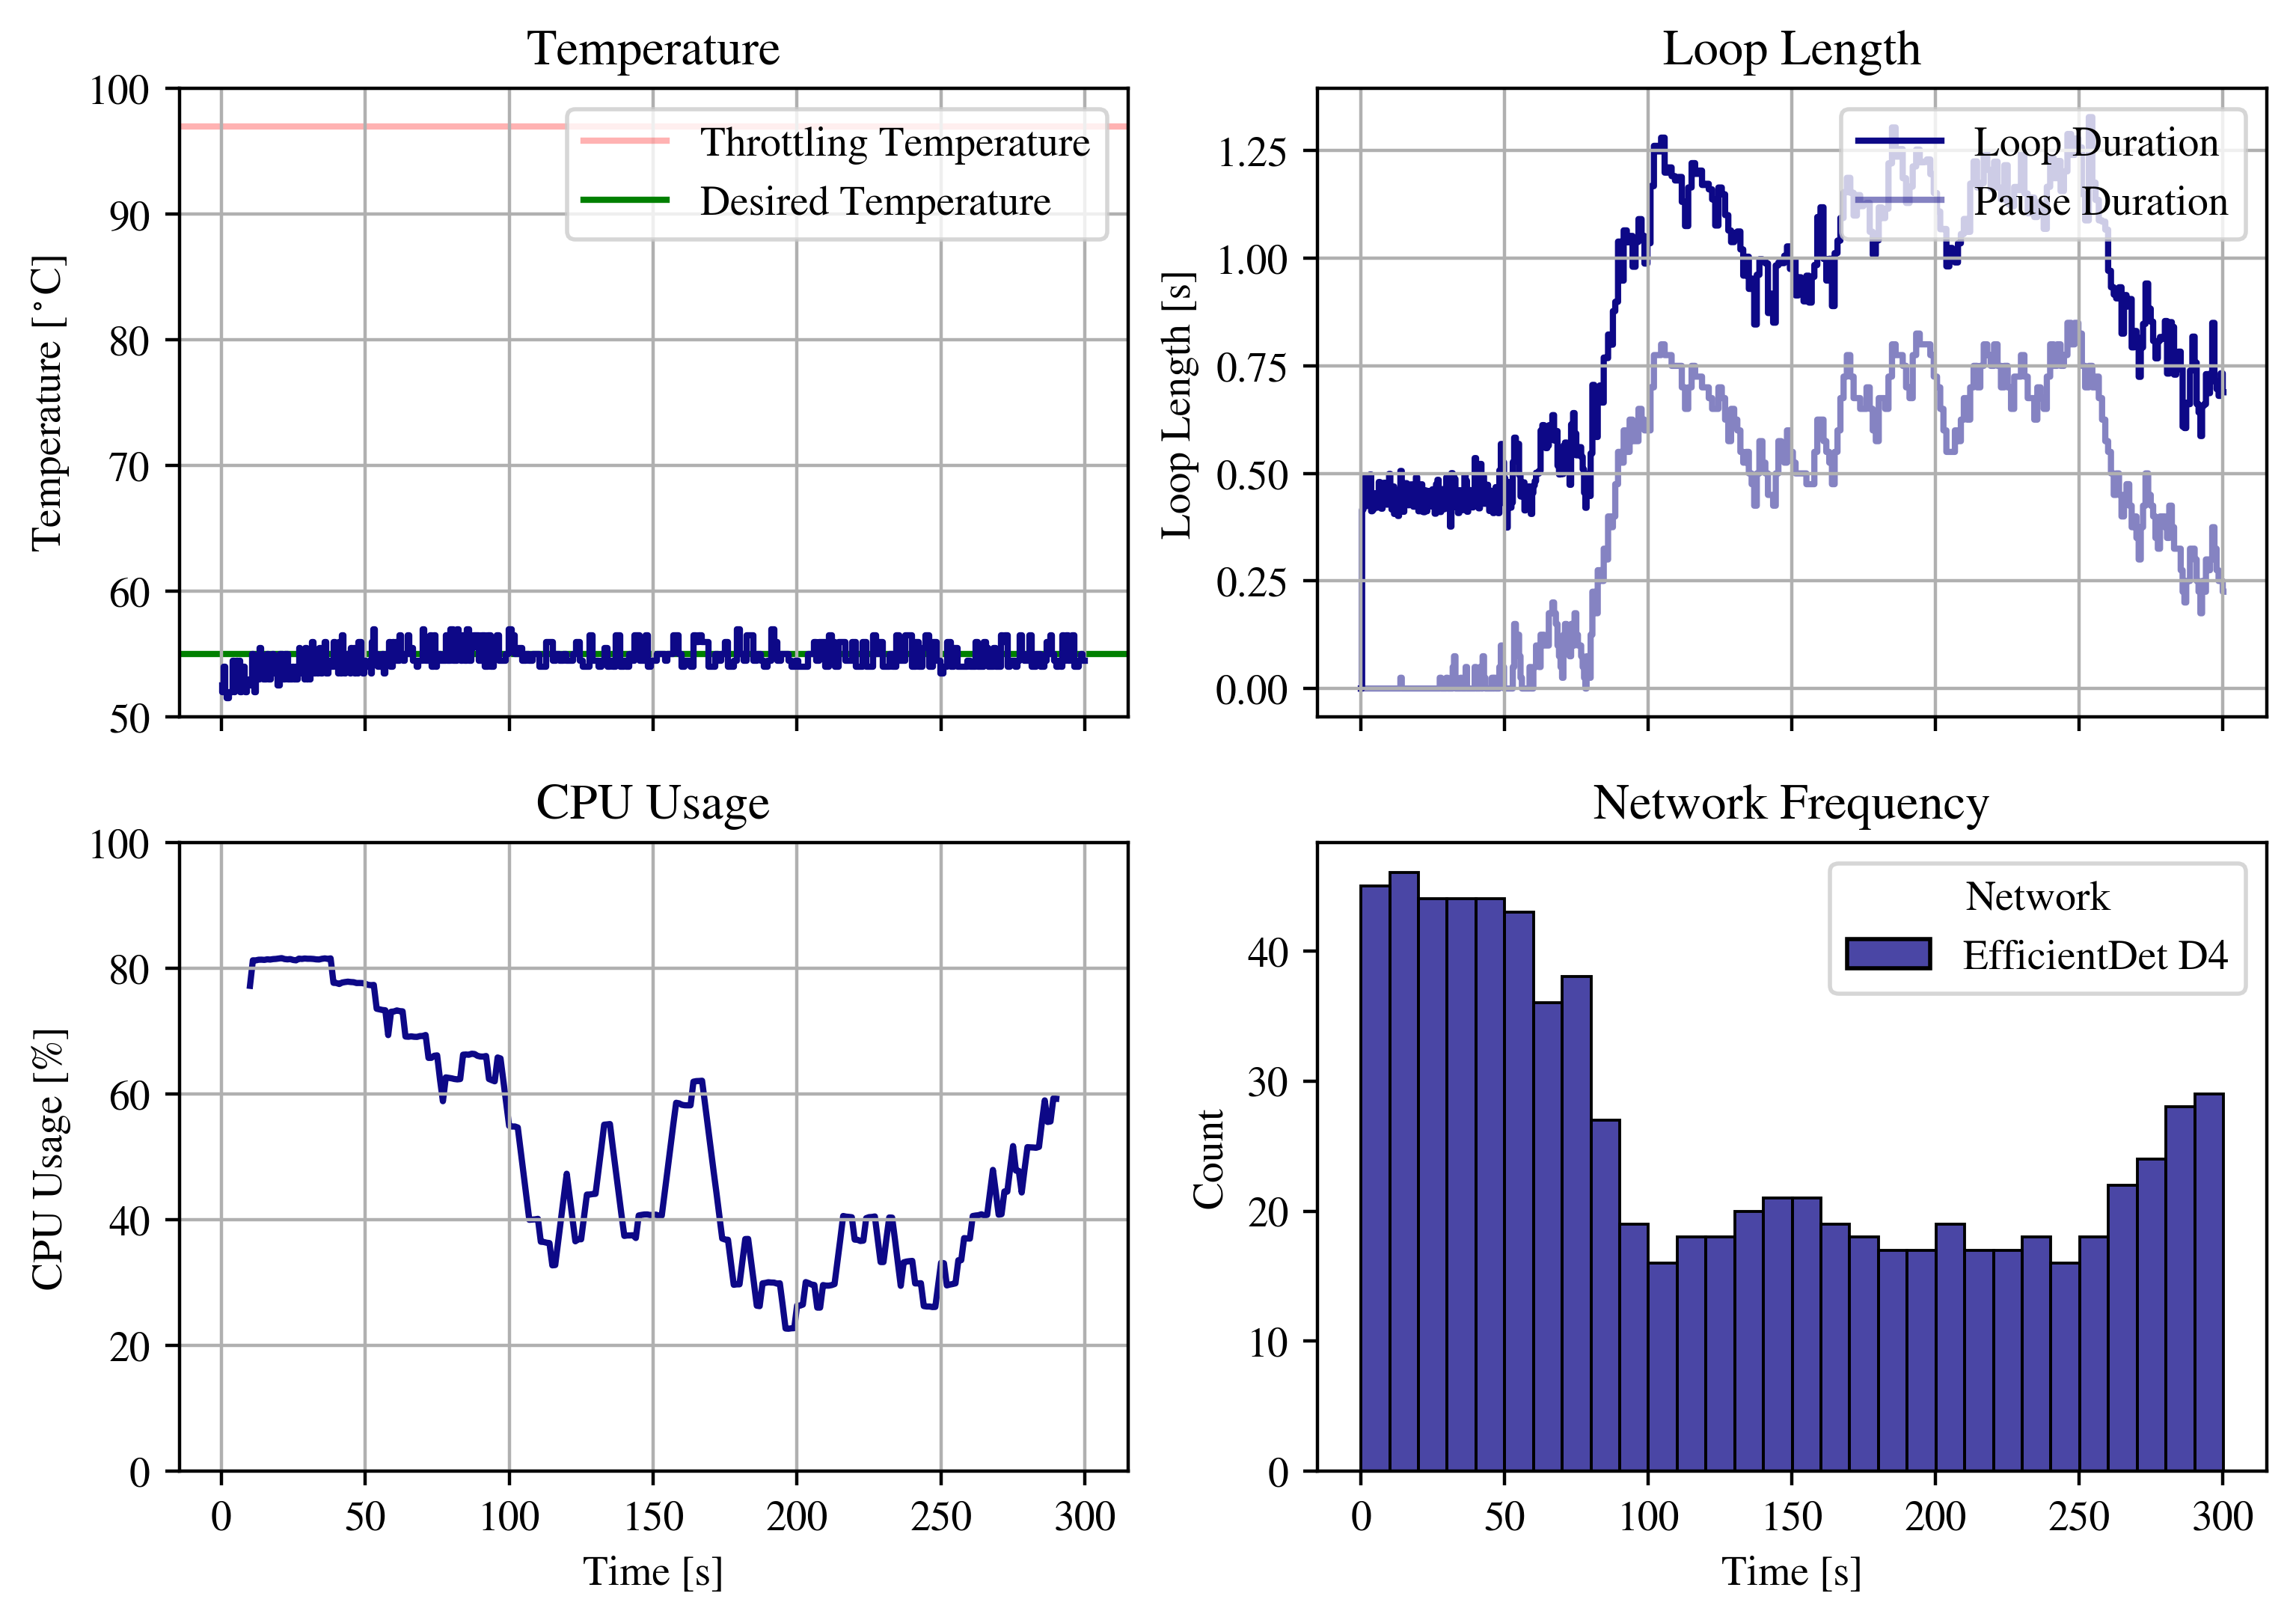 Temperature
100
90
80
70
60
50
Temperature [°C]
Throttling Temperature
Desired Temperature
Loop Length
1.25
1.00
0.75
0.50
0.25
0.00
Loop Length [s]
Loop Duration
Pause Duration
CPU Usage
100
80
60
40
20
0
CPU Usage [%]
0 50 100 150 200 250 300
Time [s]
Network Frequency
40
30
20
10
0
Count
Network
EfficientDet D4
0 50 100 150 200 250 300
Time [s]